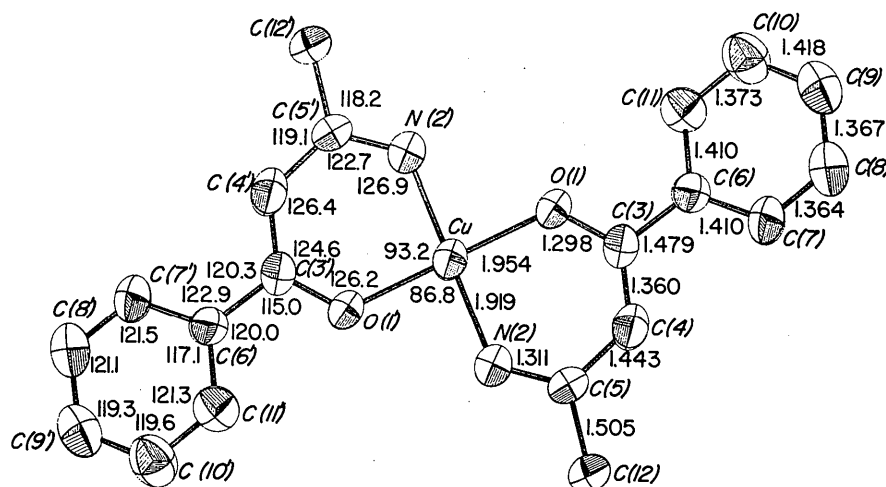 C(12')
C(10)
1.418
C(9)
118.2
C(5')
N(2')
C(11)
1.373
119.1
122.7
1.367
C(4')
126.9
O(1)
1.410
C(6)
C(8)
126.4
Cu
C(3)
1.364
124.6
93.2
1.298
1.479
1.410
C(7)
C(7')
120.3
C(3')
126.2
1.954
1.360
C(8')
122.9
115.0
86.8
1.919
121.5
120.0
O(1')
N(2)
C(4)
117.1
C(6')
1.311
1.443
121.1
121.3
C(5)
119.3
119.6
C(11')
1.505
C(9')
C(10')
C(12)